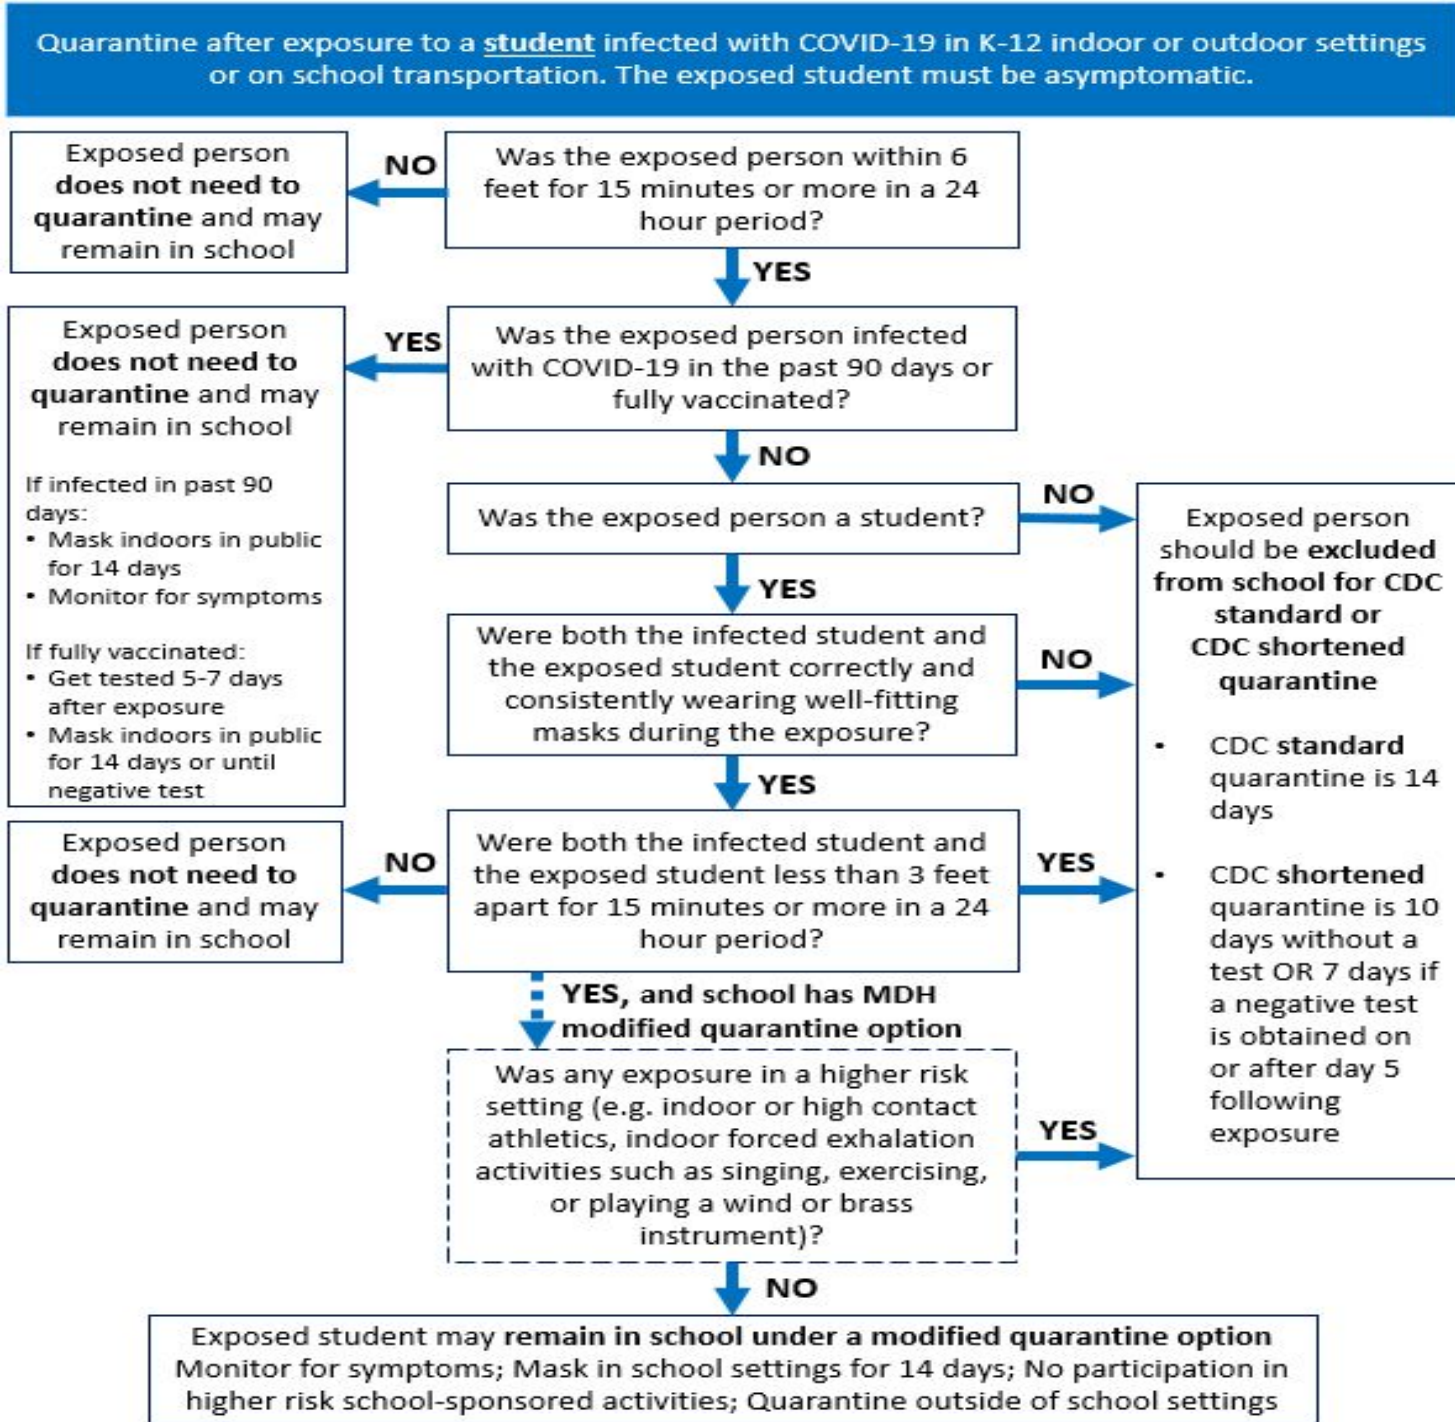 Quarantine after exposure to a student infected with COVID-19 in K-12 indoor or outdoor settings
or on school transportation. The exposed student must be asymptomatic.
Exposed person
does not need to
quarantine and may
remain in school
NO
Was the exposed person within 6
feet for 15 minutes or more in a 24
hour period?
YES
Exposed person
does not need to
quarantine and may
remain in school
If infected in past 90
days:
• Mask indoors in public
for 14 days
• Monitor for symptoms
If fully vaccinated:
• Get tested 5-7 days
after exposure
• Mask indoors in public
for 14 days or until
negative test
YES
Was the exposed person infected
with COVID-19 in the past 90 days or
fully vaccinated?
NO
Was the exposed person a student?
NO
YES
Were both the infected student and
the exposed student correctly and
consistently wearing well-fitting
masks during the exposure?
NO
YES
Exposed person
should be excluded
from school for CDC
standard or
CDC shortened
quarantine
• CDC standard
quarantine is 14
days
• CDC shortened
quarantine is 10
days without a
test OR 7 days if
a negative test
is obtained on
or after day 5
following
exposure
Exposed person
does not need to
quarantine and may
remain in school
NO
Were both the infected student and
the exposed student less than 3 feet
apart for 15 minutes or more in a 24
hour period?
YES
YES, and school has MDH
modified quarantine option
Was any exposure in a higher risk
setting (e.g. indoor or high contact
athletics, indoor forced exhalation
activities such as singing, exercising,
or playing a wind or brass
instrument)?
YES
NO
Exposed student may remain in school under a modified quarantine option
Monitor for symptoms; Mask in school settings for 14 days; No participation in
higher risk school-sponsored activities; Quarantine outside of school settings